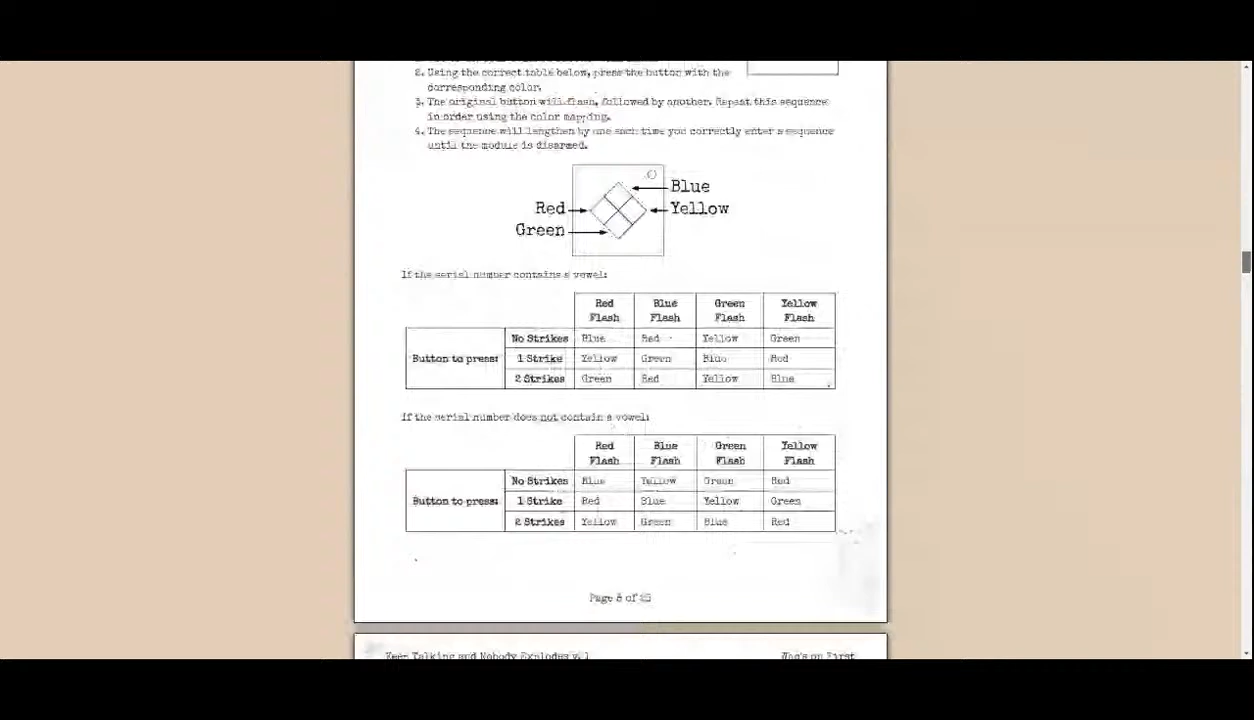 2. Using the correct table below, press the button with the
corresponding color.
3. The original button will flash, followed by another. Repeat this sequence
in order using the color mapping.
4. The sequence will lengthen by one each time you correctly enter a sequence
until the module is disarmed.
Blue
Red
Yellow
Green
If the serial number contains a vowel:
Red Flash Blue Flash Green Flash Yellow Flash
Button to press:
No Strikes Blue Red Yellow Green
1 Strike Yellow Green Blue Red
2 Strikes Green Red Yellow Blue
If the serial number does not contain a vowel:
Red Flash Blue Flash Green Flash Yellow Flash
Button to press:
No Strikes Blue Yellow Green Red
1 Strike Red Blue Yellow Green
2 Strikes Yellow Green Blue Red
Page 8 of 23
Keep Talking and Nobody Explodes v. 1 Who's on First